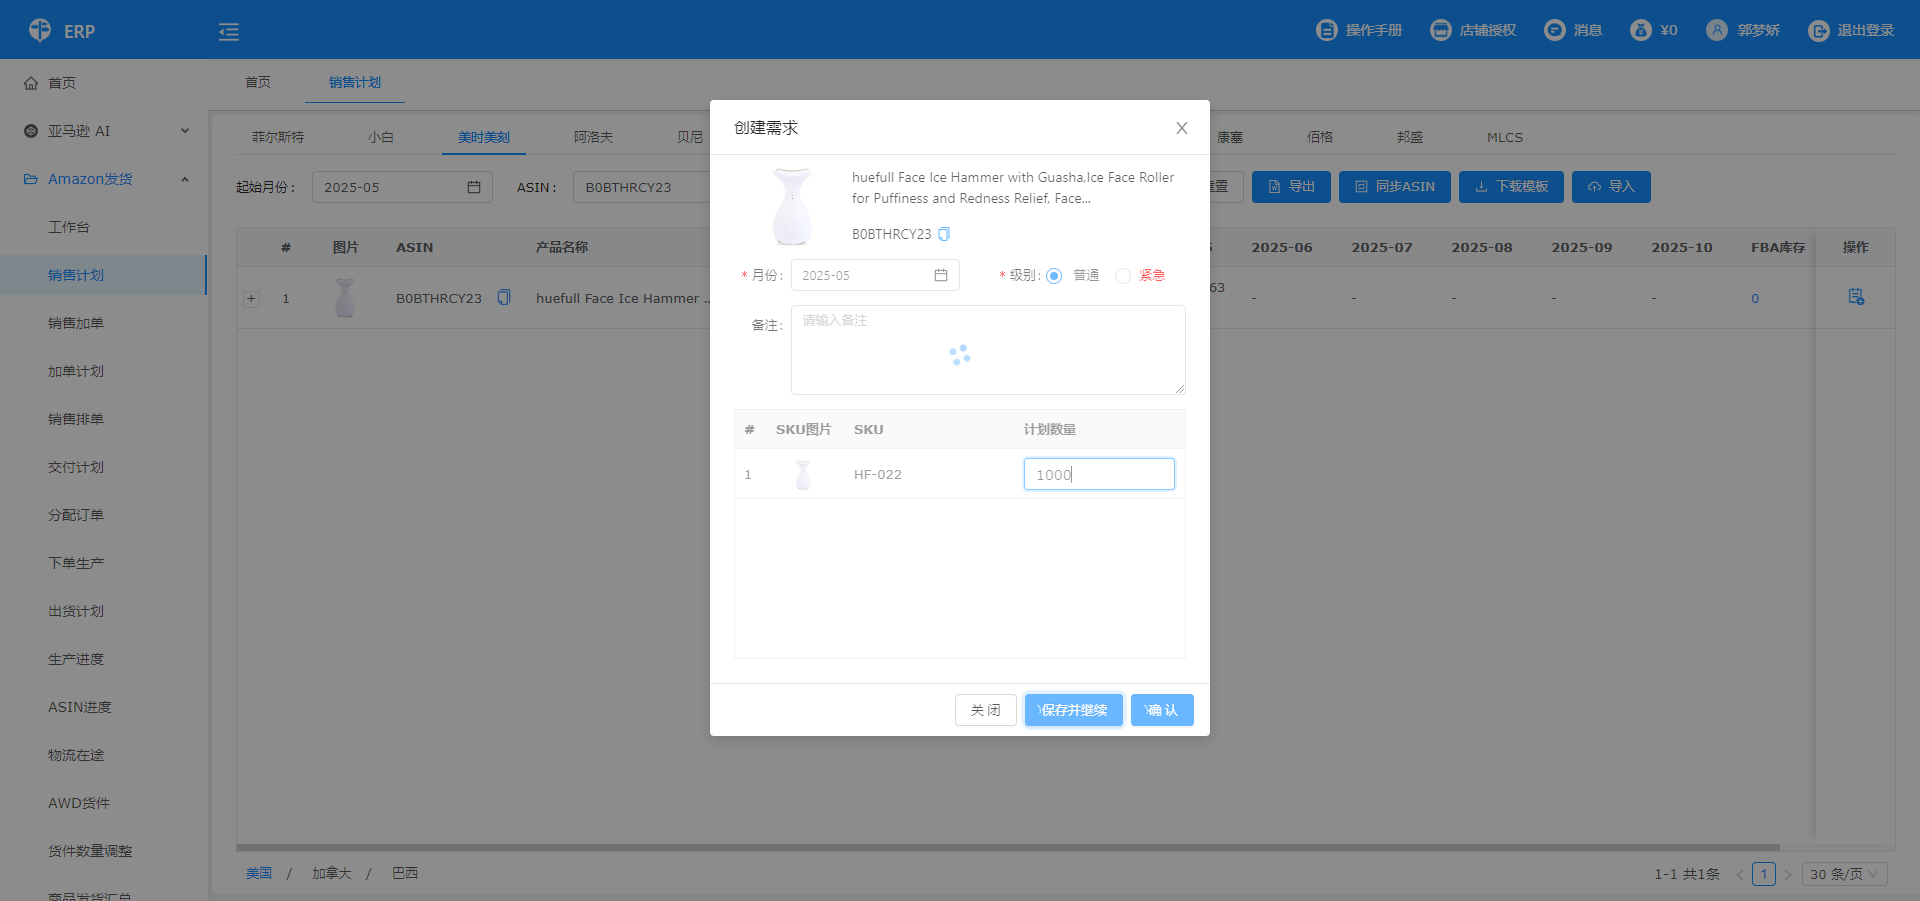 ERP
操作手册
店铺授权
消息
¥0
郭梦娇
退出登录
首页
亚马逊 AI
Amazon发货
工作台
销售计划
销售加单
加单计划
销售排单
交付计划
分配订单
下单生产
出货计划
生产进度
ASIN进度
物流在途
AWD货件
货件数量调整
商品发货汇总
首页
销售计划
菲尔斯特
小白
美时美刻
阿洛夫
贝尼
康塞
佰格
邦盛
MLCS
起始月份 :
2025-05
ASIN :
B0BTHRCY23
导出
同步ASIN
下载模板
导入
#
图片
ASIN
产品名称
2025-06
2025-07
2025-08
2025-09
2025-10
FBA库存
操作
1
B0BTHRCY23
huefull Face Ice Hammer ..
63
-
-
-
-
-
0
美国
/
加拿大
/
巴西
1-1 共1条
<
1
>
30 条/页
创建需求
huefull Face Ice Hammer with Guasha,Ice Face Roller
for Puffiness and Redness Relief, Face...
B0BTHRCY23
* 月份 :
2025-05
* 级别 :
普通
紧急
备注 :
请输入备注
#
SKU图片
SKU
计划数量
1
HF-022
1000
关 闭
保存并继续
确 认